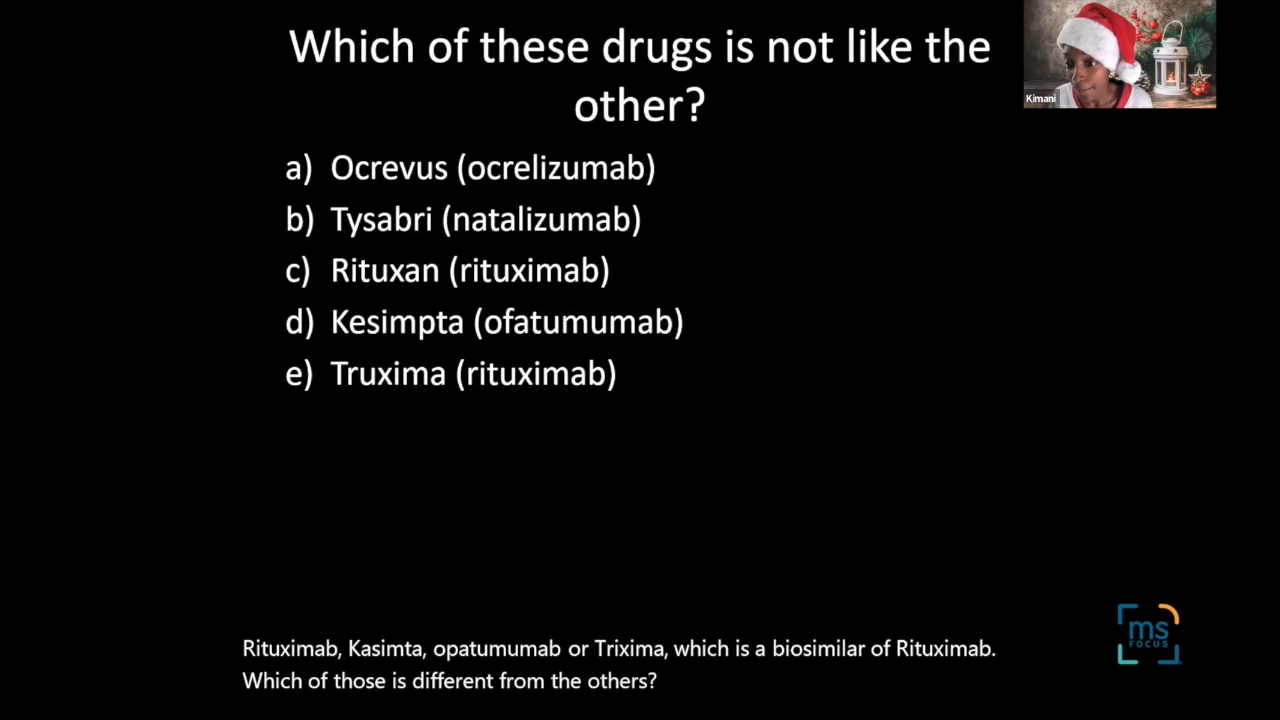 Which of these drugs is not like the
other?
Kimani
a) Ocrevus (ocrelizumab)
b) Tysabri (natalizumab)
c) Rituxan (rituximab)
d) Kesimpta (ofatumumab)
e) Truxima (rituximab)
ms
FOCUS
Rituximab, Kasimta, opatumumab or Trixima, which is a biosimilar of Rituximab.
Which of those is different from the others?